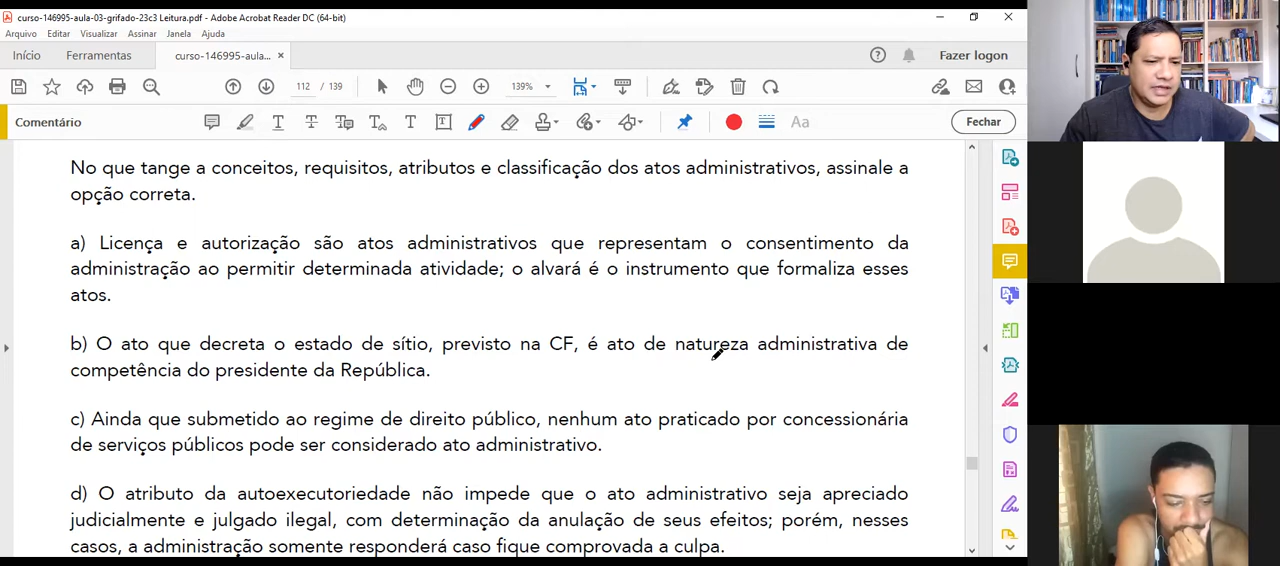 curso-146995-aula-03-grifado-23c3 Leitura.pdf - Adobe Acrobat Reader DC (64-bit)
Arquivo Editar Visualizar Assinar Janela Ajuda
Início Ferramentas curso-146995-aula... × Fazer logon
112 / 139 139%
Comentário Aa Fechar
No que tange a conceitos, requisitos, atributos e classificação dos atos administrativos, assinale a
opção correta.
a) Licença e autorização são atos administrativos que representam o consentimento da
administração ao permitir determinada atividade; o alvará é o instrumento que formaliza esses
atos.
b) O ato que decreta o estado de sítio, previsto na CF, é ato de natureza administrativa de
competência do presidente da República.
c) Ainda que submetido ao regime de direito público, nenhum ato praticado por concessionária
de serviços públicos pode ser considerado ato administrativo.
d) O atributo da autoexecutoriedade não impede que o ato administrativo seja apreciado
judicialmente e julgado ilegal, com determinação da anulação de seus efeitos; porém, nesses
casos, a administração somente responderá caso fique comprovada a culpa.